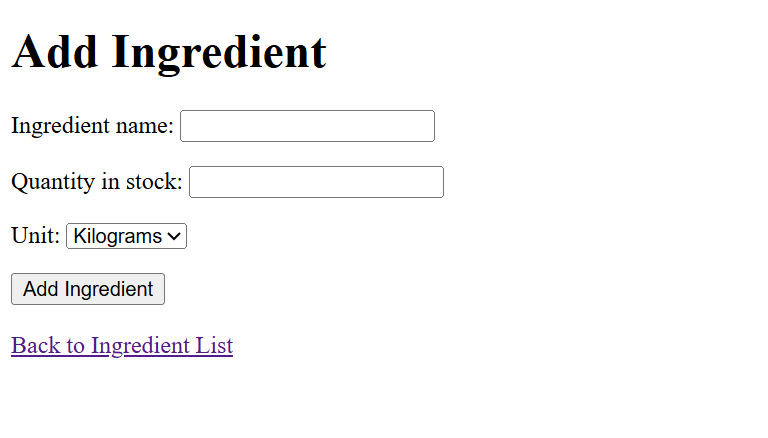 Add Ingredient
Ingredient name:
Quantity in stock:
Unit: Kilograms
Add Ingredient
Back to Ingredient List